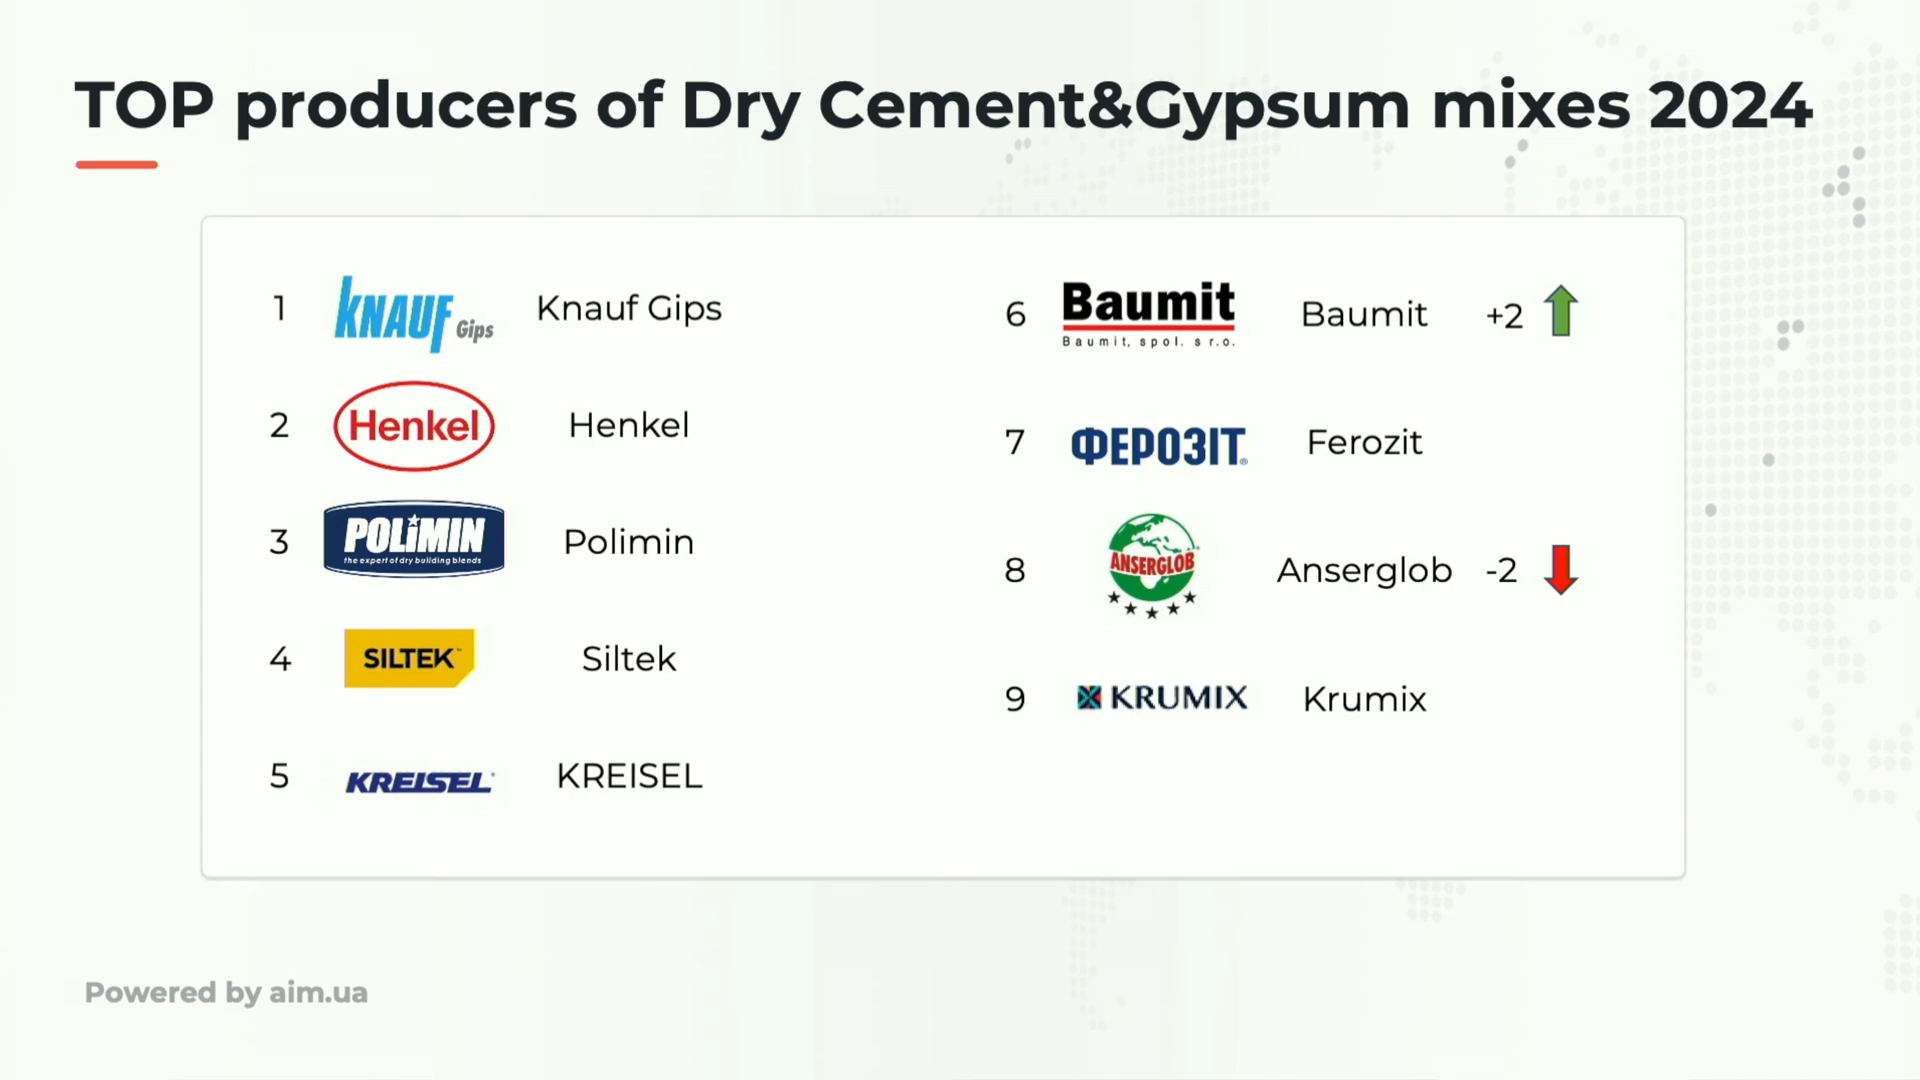 TOP producers of Dry Cement&Gypsum mixes 2024
1 KNAUF Gips Knauf Gips
2 Henkel Henkel
3 POLiMiN Polimin
the expert of dry building blends
4 SILTEK™ Siltek
5 KREISEL® KREISEL
6 Baumit Baumit +2
Baumit, spol. s r.o.
7 ФЕРОЗІТ® Ferozit
8 ANSERGLOB Anserglob -2
9 KRUMIX Krumix
Powered by aim.ua